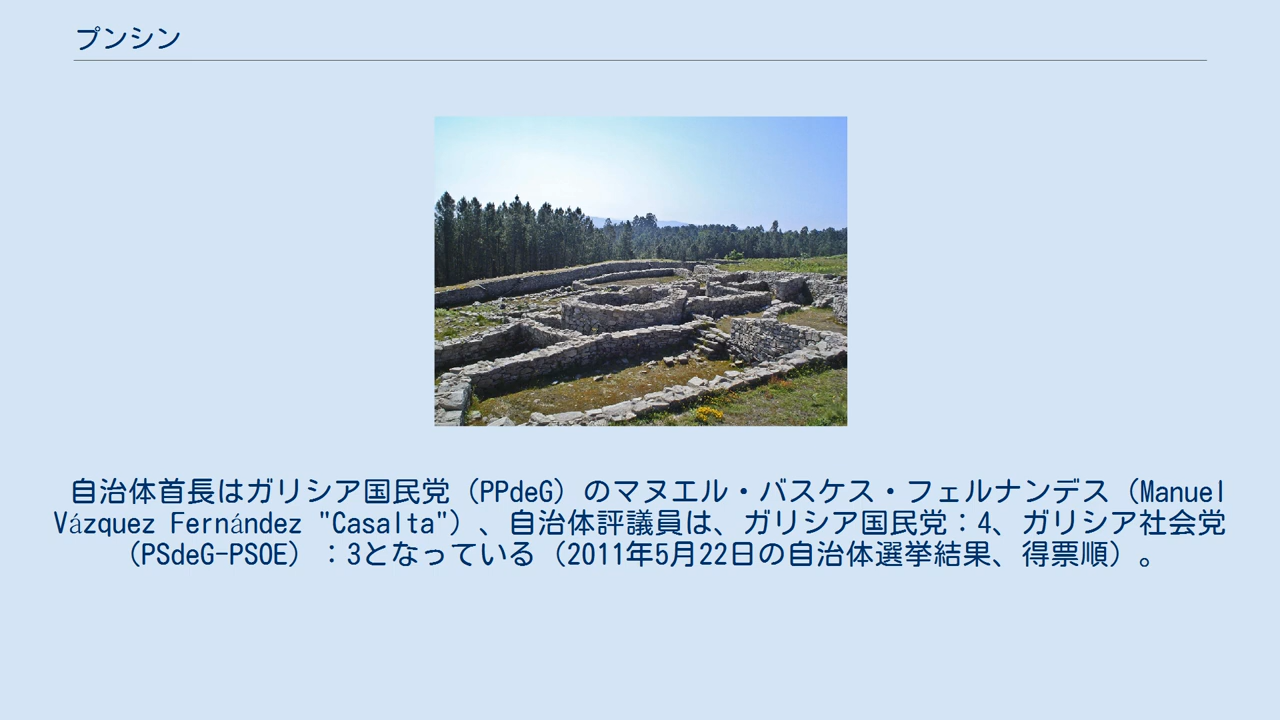 プンシン
自治体首長はガリシア国民党（PPdeG）のマヌエル・バスケス・フェルナンデス（Manuel
Vázquez Fernández "Casalta"）、自治体評議員は、ガリシア国民党：4、ガリシア社会党
（PSdeG-PSOE）：3となっている（2011年5月22日の自治体選挙結果、得票順）。